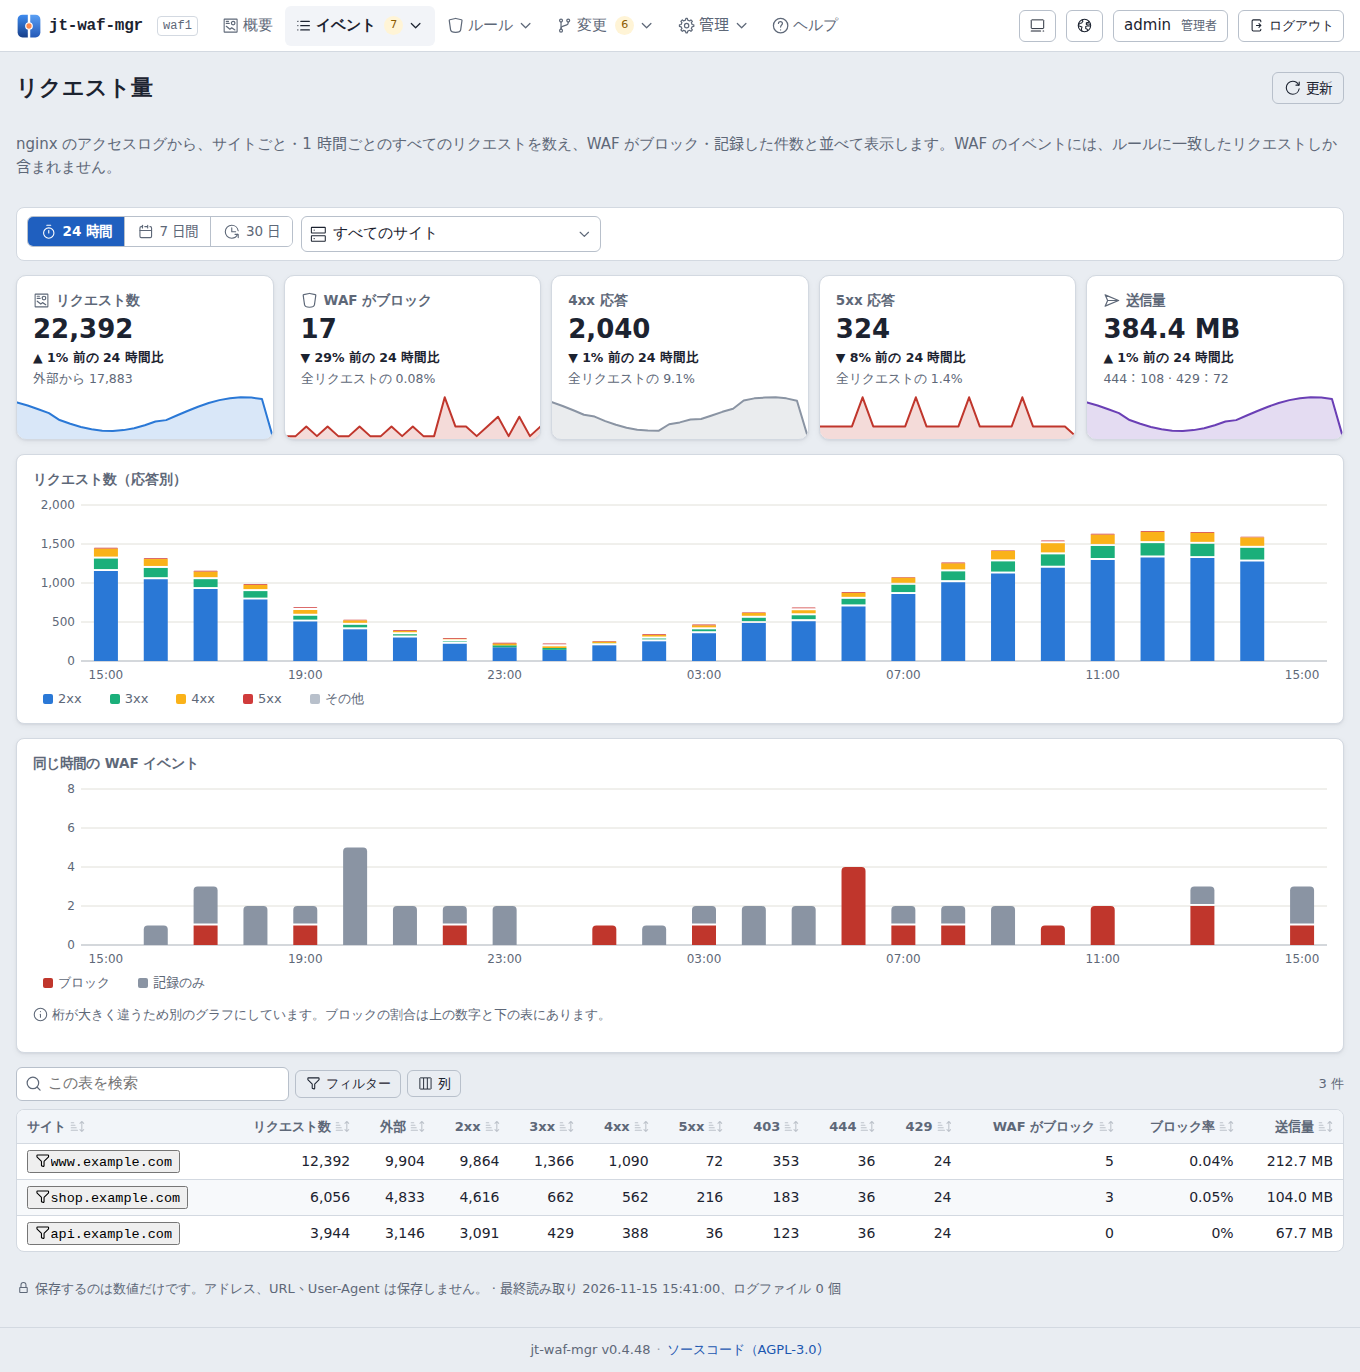 jt-waf-mgr waf1 概要 イベント 7 ルール 変更 6 管理 ヘルプ admin 管理者 ログアウト
リクエスト量 更新
nginx のアクセスログから、サイトごと・1 時間ごとのすべてのリクエストを数え、WAF がブロック・記録した件数と並べて表示します。WAF のイベントには、ルールに一致したリクエストしか
含まれません。
24 時間 7 日間 30 日 すべてのサイト
リクエスト数 WAF がブロック 4xx 応答 5xx 応答 送信量
22,392 17 2,040 324 384.4 MB
▲ 1% 前の 24 時間比 ▼ 29% 前の 24 時間比 ▼ 1% 前の 24 時間比 ▼ 8% 前の 24 時間比 ▲ 1% 前の 24 時間比
外部から 17,883 全リクエストの 0.08% 全リクエストの 9.1% 全リクエストの 1.4% 444：108 · 429：72
リクエスト数（応答別）
2,000
1,500
1,000
500
0
15:00 19:00 23:00 03:00 07:00 11:00 15:00
2xx 3xx 4xx 5xx その他
同じ時間の WAF イベント
8
6
4
2
0
15:00 19:00 23:00 03:00 07:00 11:00 15:00
ブロック 記録のみ
桁が大きく違うため別のグラフにしています。ブロックの割合は上の数字と下の表にあります。
この表を検索 フィルター 列 3 件
サイト リクエスト数 外部 2xx 3xx 4xx 5xx 403 444 429 WAF がブロック ブロック率 送信量
www.example.com 12,392 9,904 9,864 1,366 1,090 72 353 36 24 5 0.04% 212.7 MB
shop.example.com 6,056 4,833 4,616 662 562 216 183 36 24 3 0.05% 104.0 MB
api.example.com 3,944 3,146 3,091 429 388 36 123 36 24 0 0% 67.7 MB
保存するのは数値だけです。アドレス、URL、User-Agent は保存しません。 · 最終読み取り 2026-11-15 15:41:00、ログファイル 0 個
jt-waf-mgr v0.4.48 · ソースコード（AGPL-3.0）